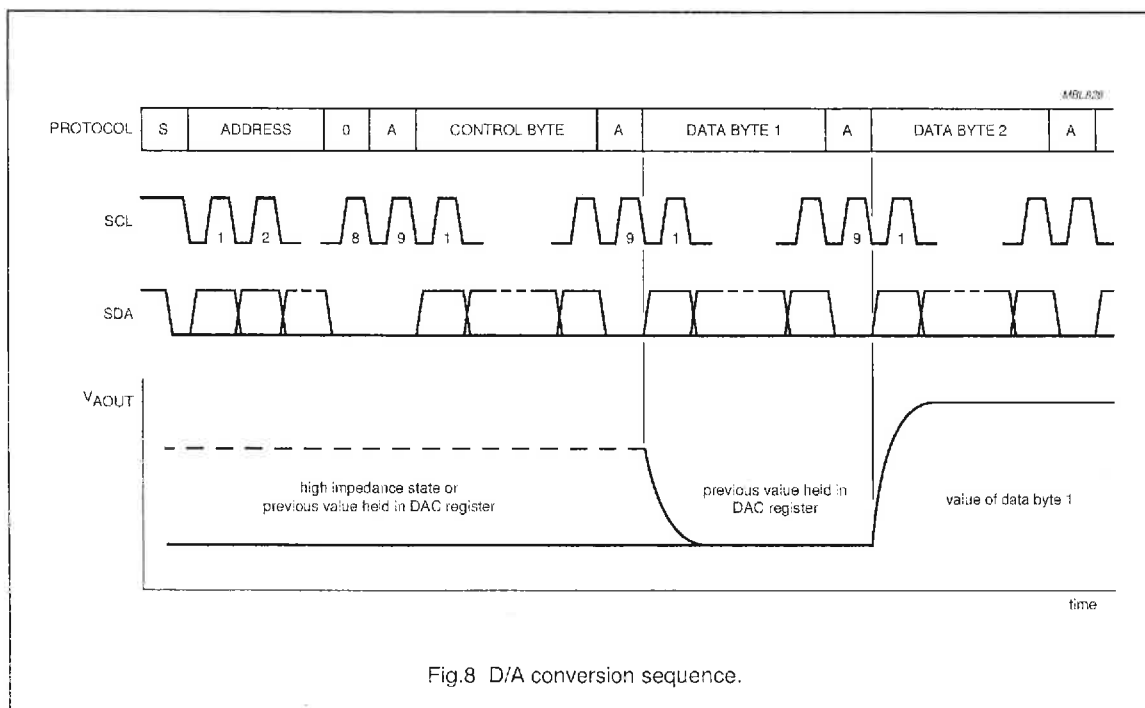 MBL828
PROTOCOL S ADDRESS 0 A CONTROL BYTE A DATA BYTE 1 A DATA BYTE 2 A
SCL 1 2 8 9 1 9 1 9 1
SDA
VAOUT
high impedance state or
previous value held in DAC register
previous value held in
DAC register
value of data byte 1
time
Fig.8 D/A conversion sequence.